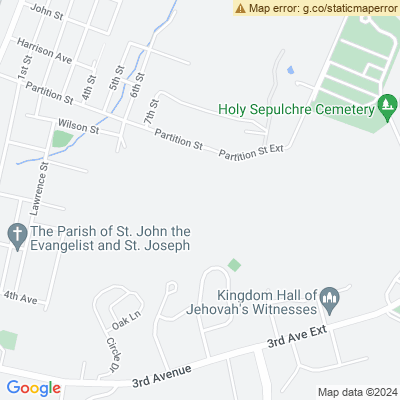 Map error: g.co/staticmaperror
John St
Harrison Ave
1st St
4th St
5th St
6th St
7th St
Partition St
Wilson St
Partition St
Partition St Ext
Holy Sepulchre Cemetery
Lawrence St
The Parish of St. John the
Evangelist and St. Joseph
4th Ave
Oak Ln
Circle Dr
Kingdom Hall of
Jehovah's Witnesses
3rd Ave Ext
3rd Avenue
Google
Map data ©2024